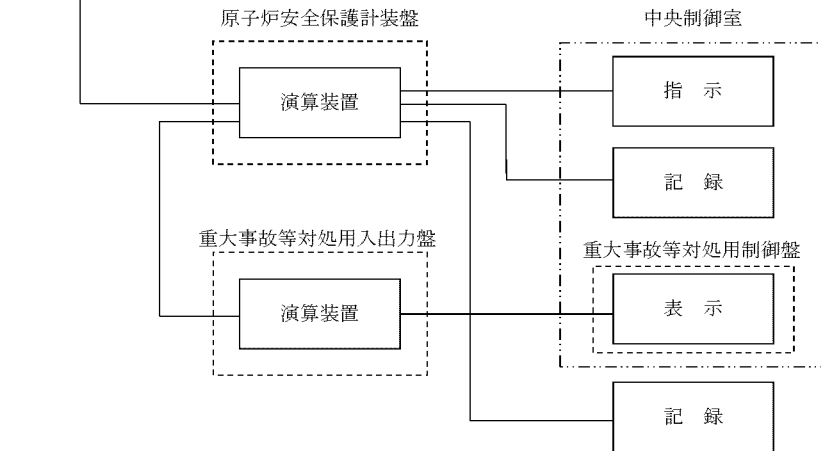 原子炉安全保護計装盤
中央制御室
演算装置
指 示
記 録
重大事故等対処用入出力盤
重大事故等対処用制御盤
演算装置
表 示
記 録